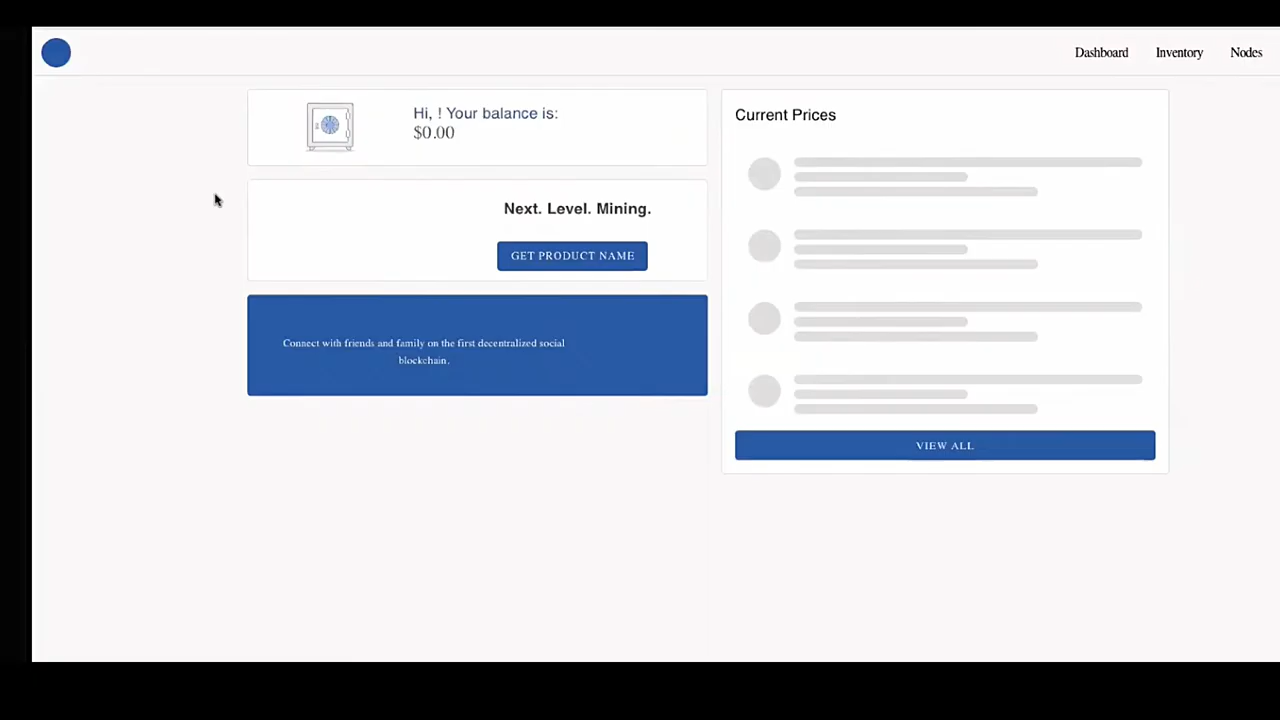 Dashboard Inventory Nodes
Hi, ! Your balance is:
$0.00
Next. Level. Mining.
GET PRODUCT NAME
Connect with friends and family on the first decentralized social
blockchain.
Current Prices
VIEW ALL